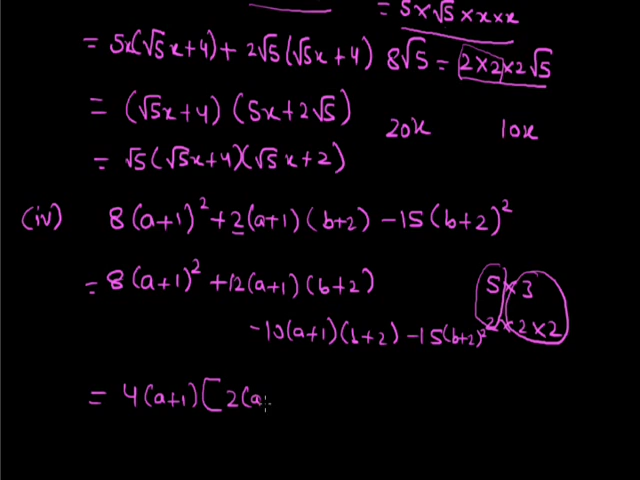 = 5×√5×x×x
= 5x(√5x+4) + 2√5(√5x+4) 8√5 = 2×2×2√5
= (√5x+4) (5x+2√5)
20x 10x
= √5(√5x+4)(√5x+2)
(iv) 8(a+1)² + 2(a+1)(b+2) − 15(b+2)²
= 8(a+1)² + 12(a+1)(b+2)
5×3
− 10(a+1)(b+2) − 15(b+2)²
2×2×2
= 4(a+1)[2(a